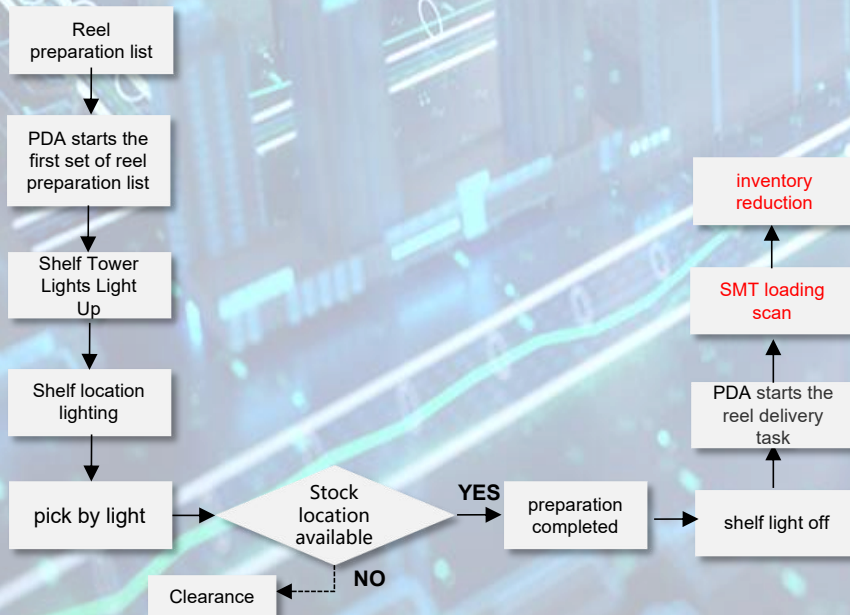 Reel
preparation list
PDA starts the
first set of reel
preparation list
Shelf Tower
Lights Light
Up
Shelf location
lighting
pick by light
Stock
location
available
YES
NO
Clearance
preparation
completed
shelf light off
PDA starts the
reel delivery
task
SMT loading
scan
inventory
reduction